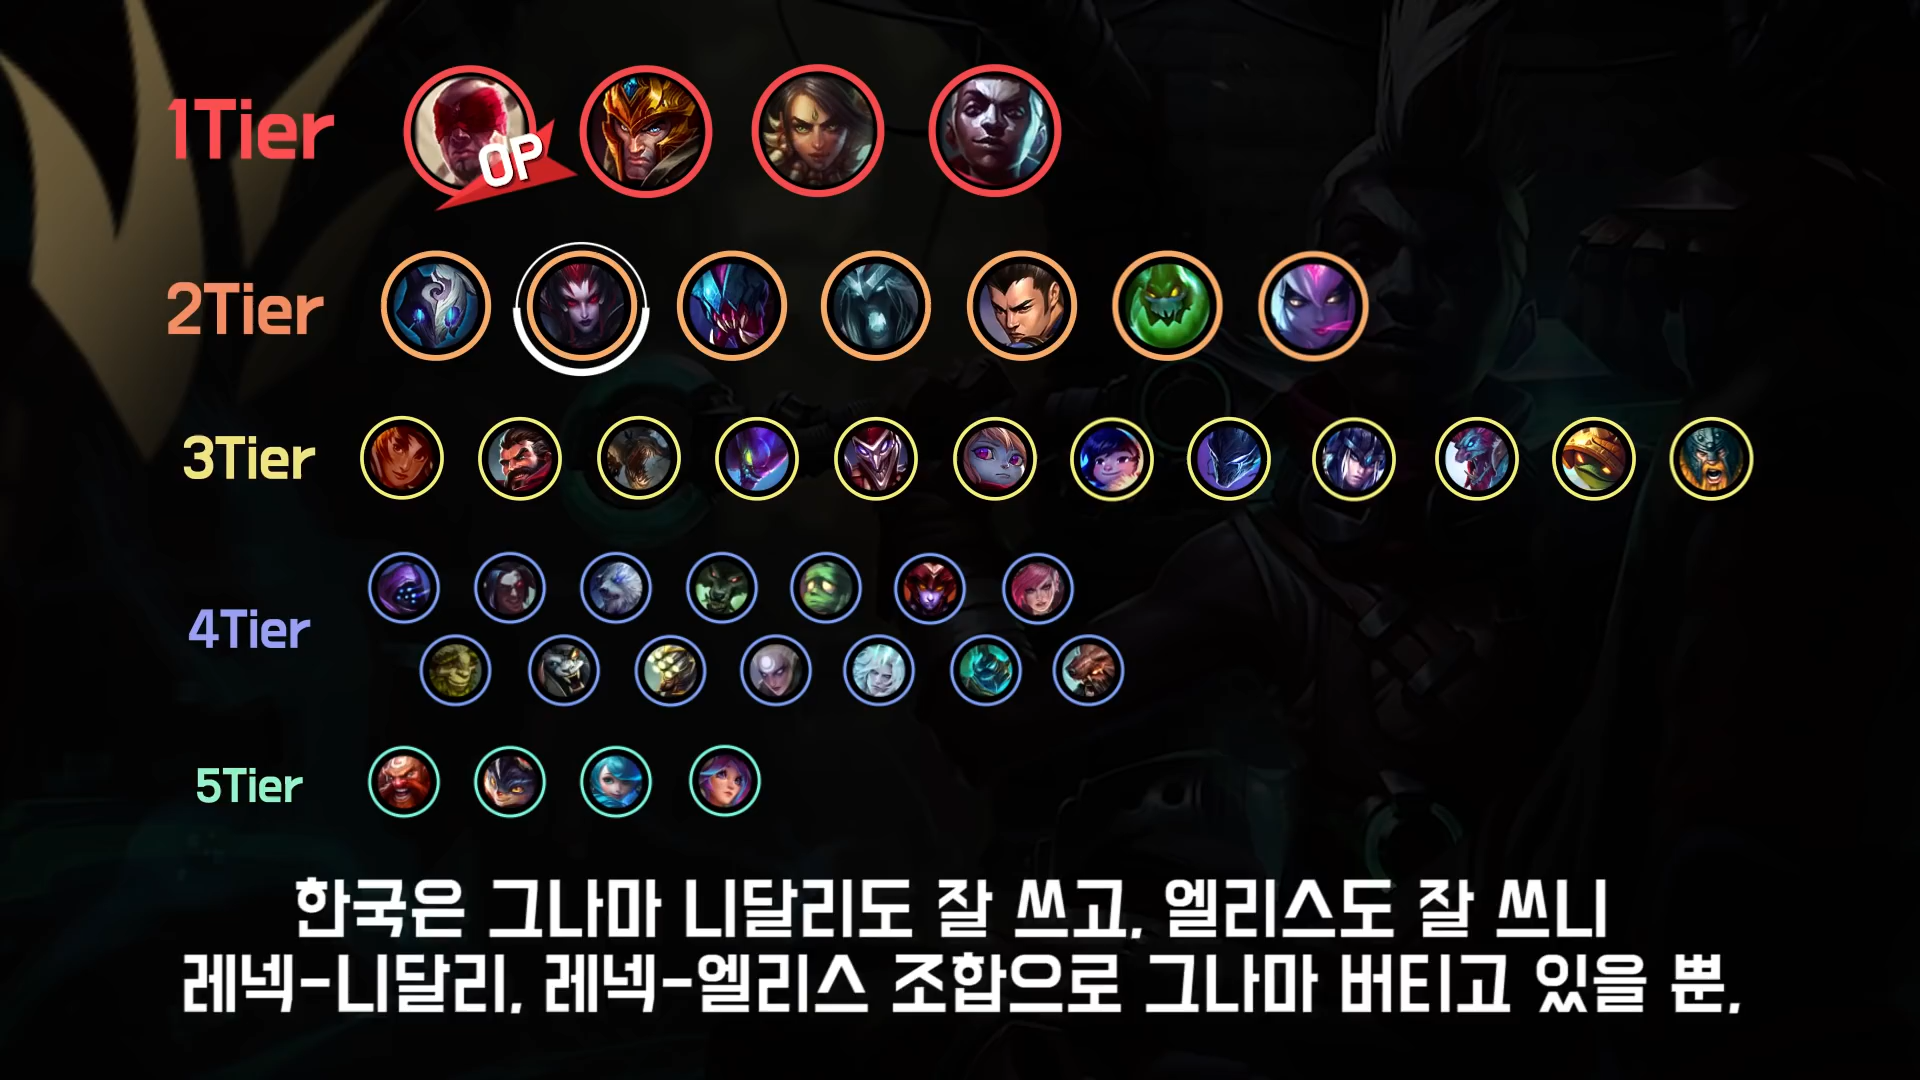 1Tier
OP
2Tier
3Tier
4Tier
5Tier
한국은 그나마 니달리도 잘 쓰고, 엘리스도 잘 쓰니
레넥-니달리, 레넥-엘리스 조합으로 그나마 버티고 있을 뿐,